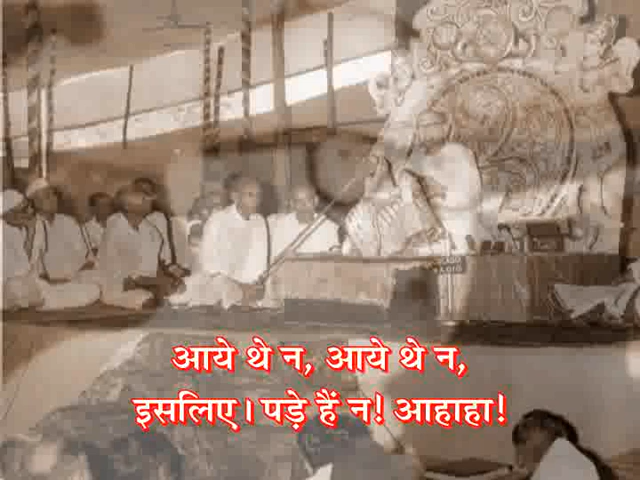 आये थे न, आये थे न,
इसलिए। पड़े हैं न! आहाहा!